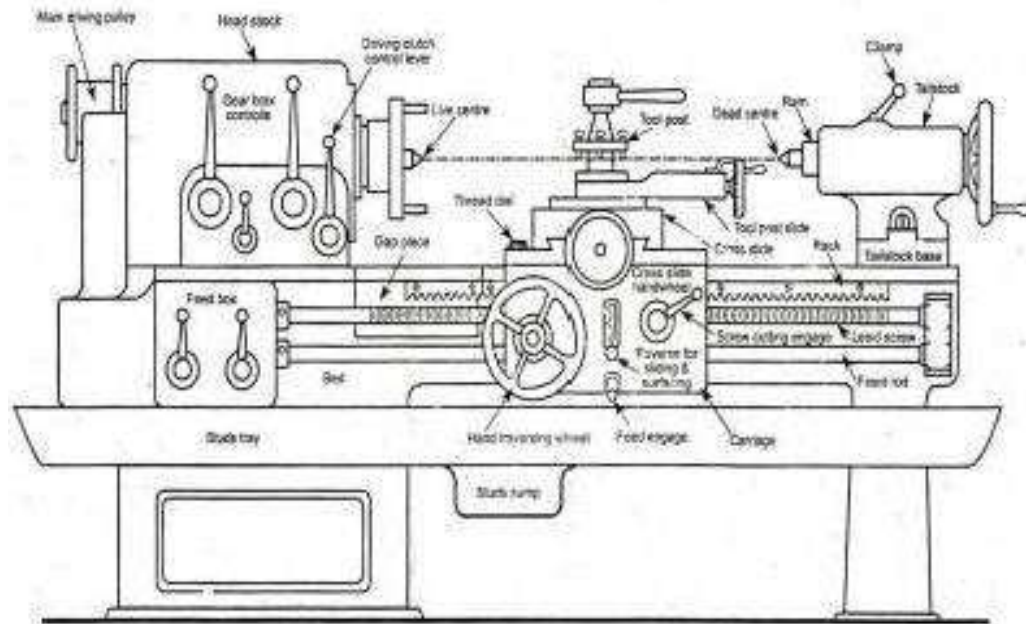 Main driving pulley
Head stock
Driving clutch
control lever
Clamp
Tailstock
Gear box
controls
Live centre
Tool post
Dead centre
Ram
Thread dial
Tool post slide
Cross slide
Rack
Tailstock base
Gap piece
Cross slide
handwheel
Feed box
Screw cutting engage
Lead screw
Reverse for
sliding &
surfacing
Feed rod
Bed
Hand traversing wheel
Feed engage
Carriage
Suds tray
Suds sump